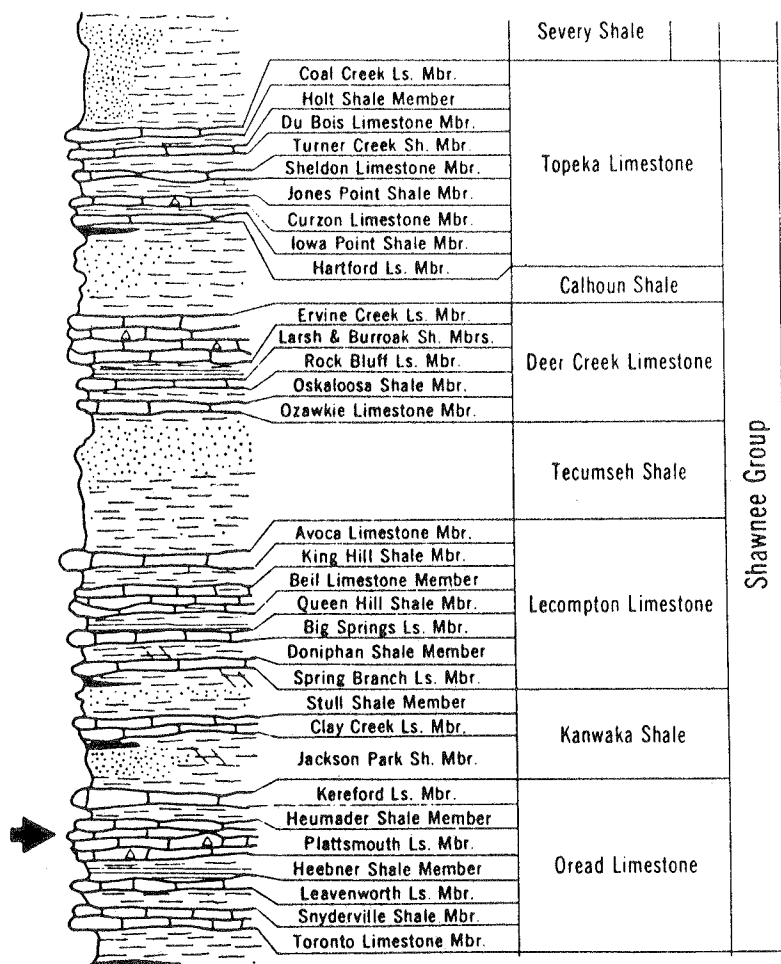 Severy Shale
Coal Creek Ls. Mbr.
Holt Shale Member
Du Bois Limestone Mbr.
Turner Creek Sh. Mbr.
Sheldon Limestone Mbr.
Jones Point Shale Mbr.
Curzon Limestone Mbr.
Iowa Point Shale Mbr.
Hartford Ls. Mbr.
Topeka Limestone
Calhoun Shale
Ervine Creek Ls. Mbr.
Larsh & Burroak Sh. Mbrs.
Rock Bluff Ls. Mbr.
Oskaloosa Shale Mbr.
Ozawkie Limestone Mbr.
Deer Creek Limestone
Tecumseh Shale
Avoca Limestone Mbr.
King Hill Shale Mbr.
Beil Limestone Member
Queen Hill Shale Mbr.
Big Springs Ls. Mbr.
Doniphan Shale Member
Spring Branch Ls. Mbr.
Lecompton Limestone
Stull Shale Member
Clay Creek Ls. Mbr.
Jackson Park Sh. Mbr.
Kanwaka Shale
Kereford Ls. Mbr.
Heumader Shale Member
Plattsmouth Ls. Mbr.
Heebner Shale Member
Leavenworth Ls. Mbr.
Snyderville Shale Mbr.
Toronto Limestone Mbr.
Oread Limestone
Shawnee Group